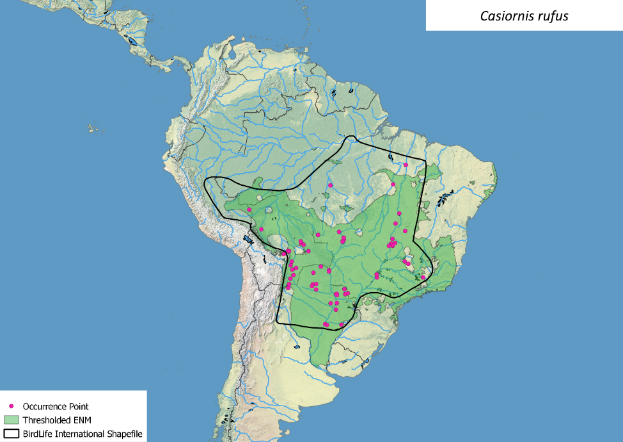 Casiornis rufus
Occurrence Point
Thresholded ENM
BirdLife International Shapefile